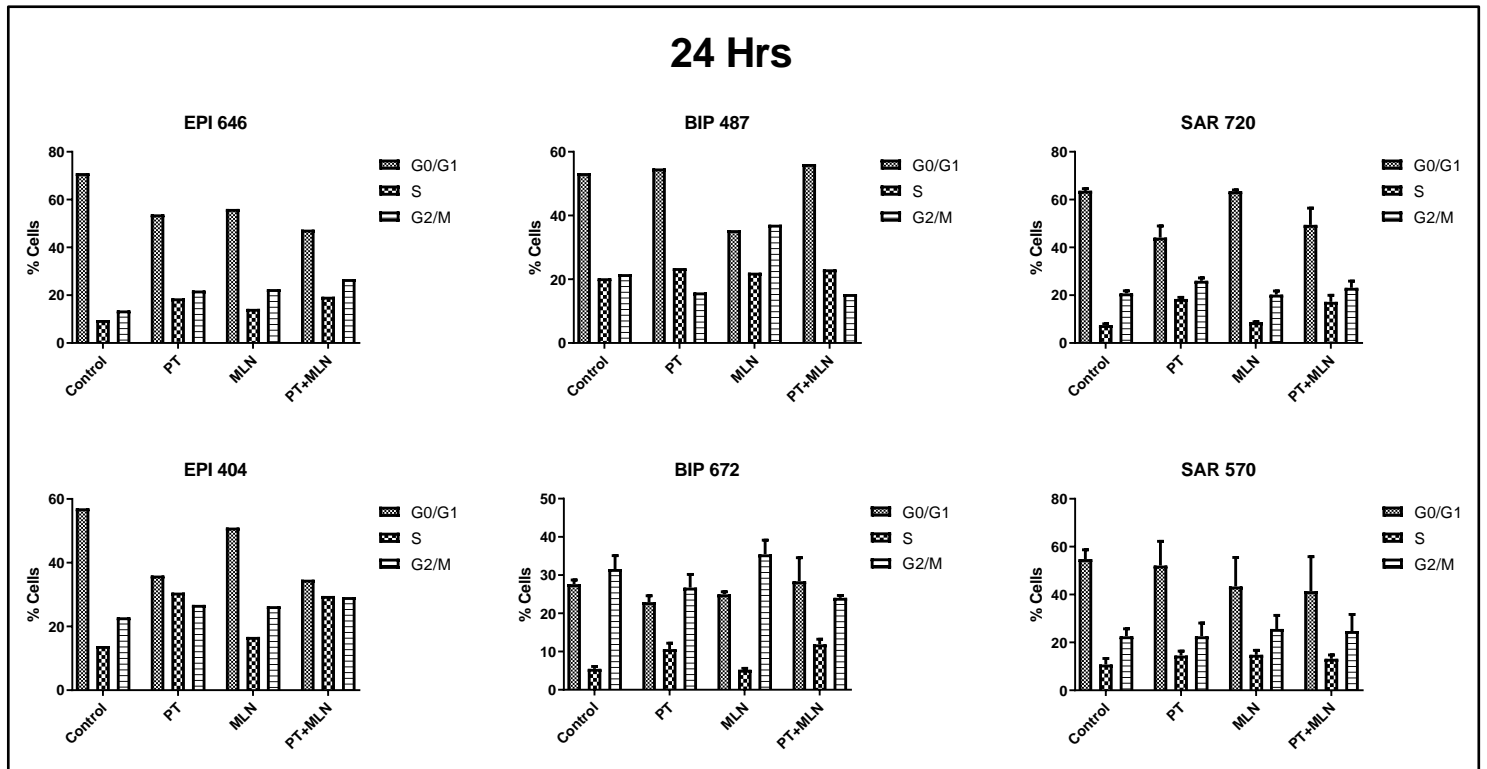 24 Hrs
EPI 646
% Cells
80
60
40
20
0
Control
PT
MLN
PT+MLN
G0/G1
S
G2/M
BIP 487
% Cells
60
40
20
0
Control
PT
MLN
PT+MLN
G0/G1
S
G2/M
SAR 720
% Cells
80
60
40
20
0
Control
PT
MLN
PT+MLN
G0/G1
S
G2/M
EPI 404
% Cells
60
40
20
0
Control
PT
MLN
PT+MLN
G0/G1
S
G2/M
BIP 672
% Cells
50
40
30
20
10
0
Control
PT
MLN
PT+MLN
G0/G1
S
G2/M
SAR 570
% Cells
80
60
40
20
0
Control
PT
MLN
PT+MLN
G0/G1
S
G2/M